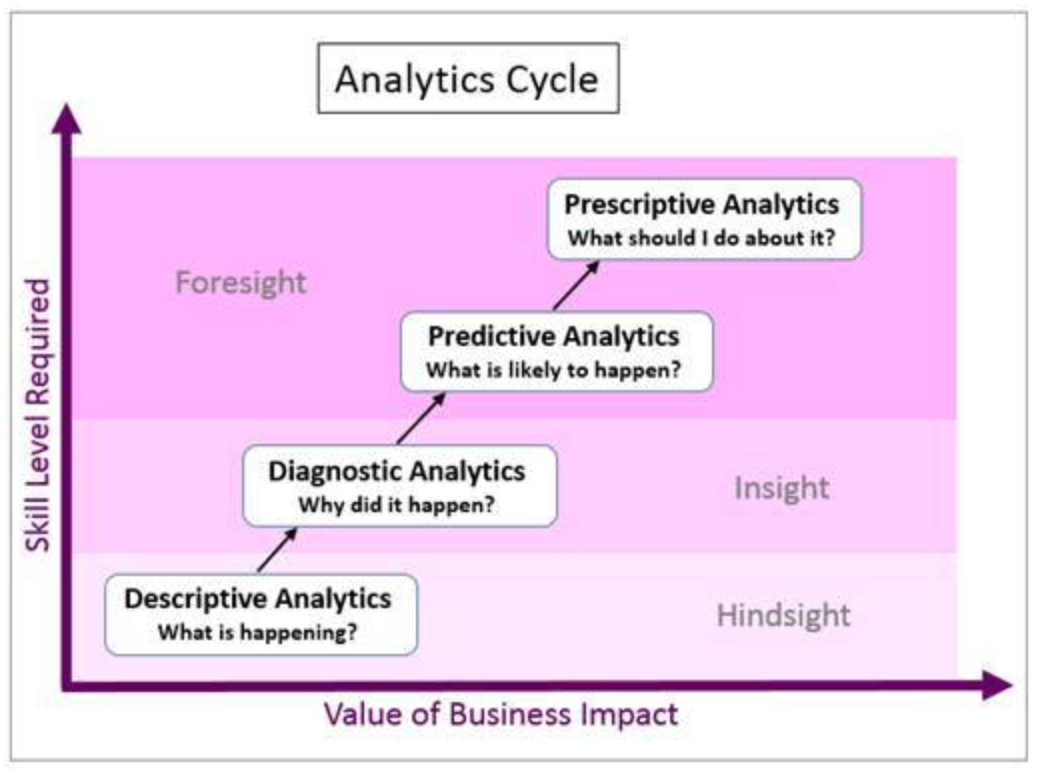 Analytics Cycle
Prescriptive Analytics
What should I do about it?
Foresight
Predictive Analytics
What is likely to happen?
Diagnostic Analytics
Why did it happen?
Insight
Descriptive Analytics
What is happening?
Hindsight
Skill Level Required
Value of Business Impact